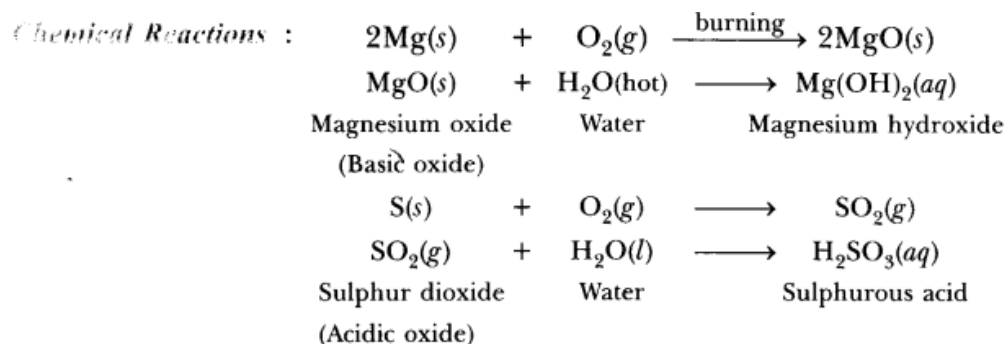 Chemical Reactions : 2Mg(s) + O₂(g) burning ⟶ 2MgO(s)
MgO(s) + H₂O(hot) ⟶ Mg(OH)₂(aq)
Magnesium oxide Water Magnesium hydroxide
(Basic oxide)
S(s) + O₂(g) ⟶ SO₂(g)
SO₂(g) + H₂O(l) ⟶ H₂SO₃(aq)
Sulphur dioxide Water Sulphurous acid
(Acidic oxide)